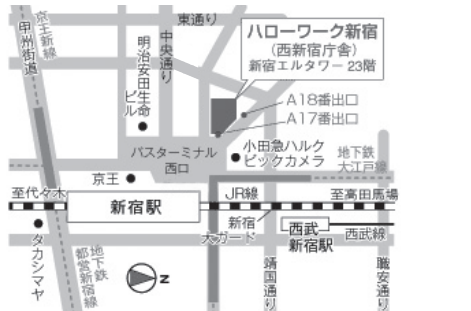 東通り
ハローワーク新宿
(西新宿庁舎)
新宿エルタワー 23階
京王新線
甲州街道
明治安田生命
ビル
中央通り
A18番出口
A17番出口
バスターミナル
西口
小田急ハルク
ビックカメラ
地下鉄
大江戸線
京王
至代々木
JR線
至高田馬場
新宿駅
新宿
大ガード
西武
新宿駅
西武線
タカシマヤ
地下鉄
都営新宿線
N
靖国通り
職安通り